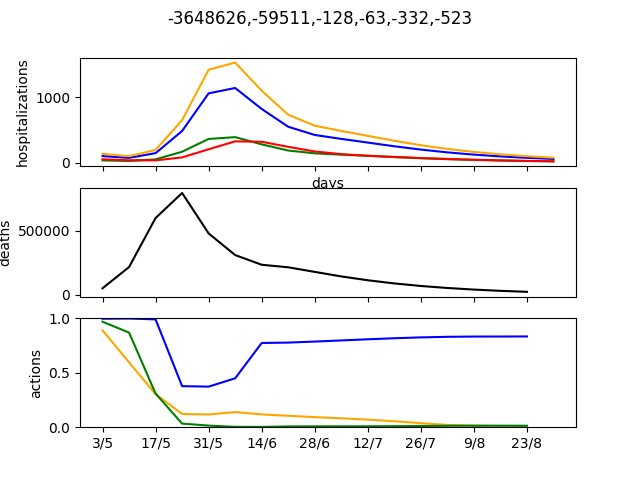 -3648626,-59511,-128,-63,-332,-523
hospitalizations
1000
0
days
deaths
500000
0
actions
1.0
0.5
0.0
3/5 17/5 31/5 14/6 28/6 12/7 26/7 9/8 23/8